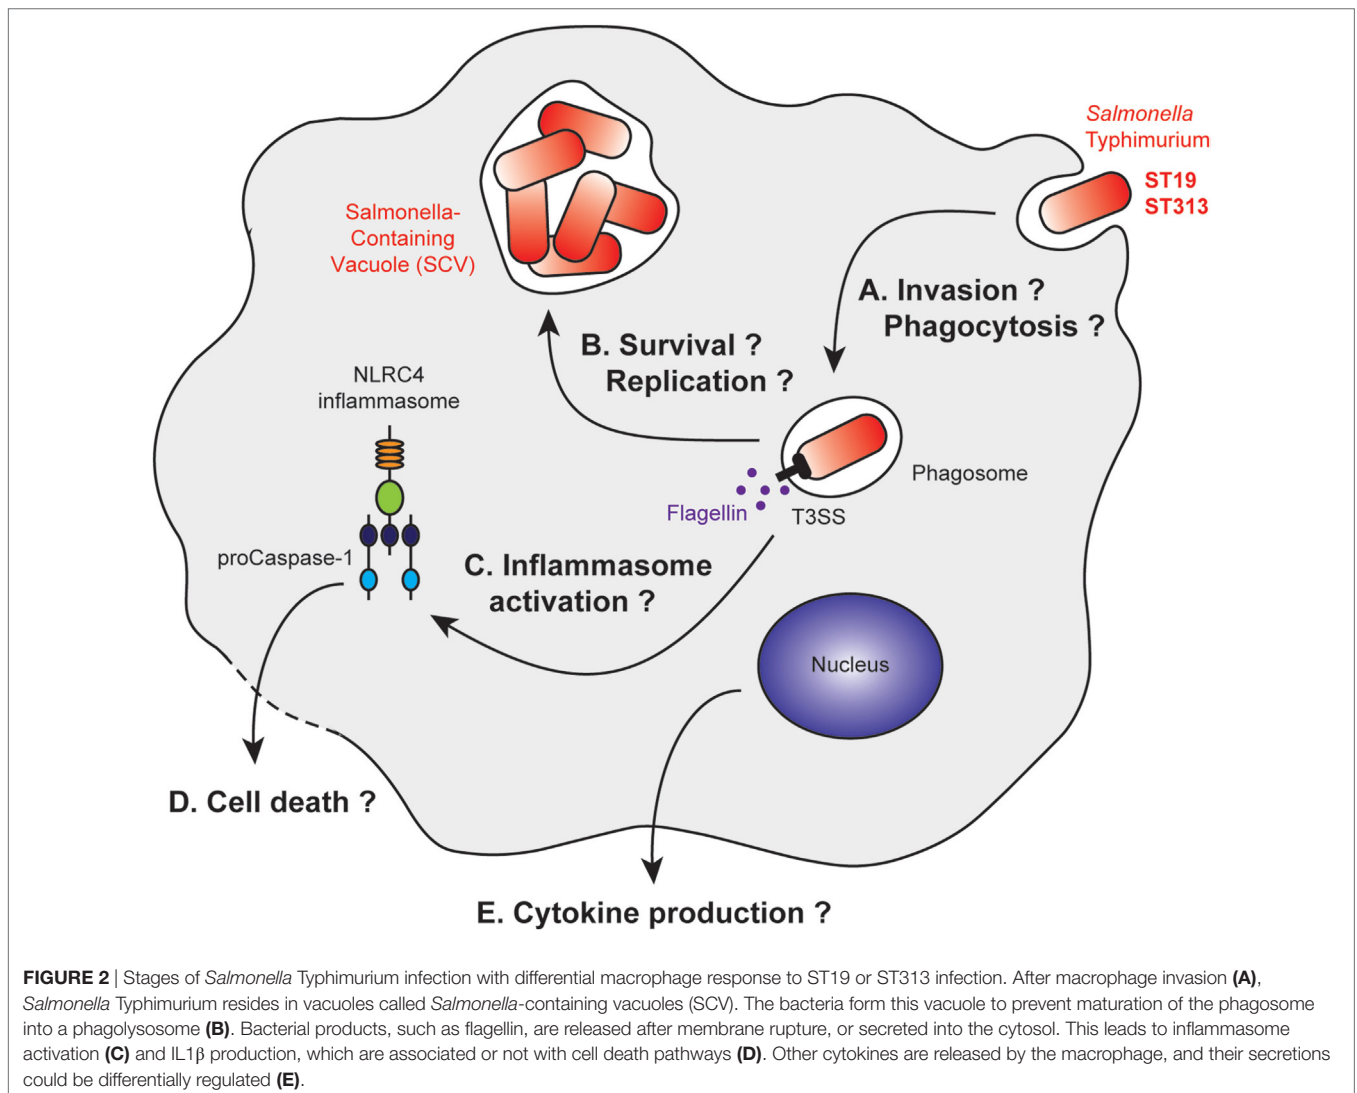 Salmonella
Typhimurium
ST19
ST313
Salmonella-
Containing
Vacuole (SCV)
A. Invasion ?
Phagocytosis ?
B. Survival ?
Replication ?
NLRC4
inflammasome
Phagosome
Flagellin
T3SS
proCaspase-1
C. Inflammasome
activation ?
Nucleus
D. Cell death ?
E. Cytokine production ?
FIGURE 2 | Stages of Salmonella Typhimurium infection with differential macrophage response to ST19 or ST313 infection. After macrophage invasion (A),
Salmonella Typhimurium resides in vacuoles called Salmonella-containing vacuoles (SCV). The bacteria form this vacuole to prevent maturation of the phagosome
into a phagolysosome (B). Bacterial products, such as flagellin, are released after membrane rupture, or secreted into the cytosol. This leads to inflammasome
activation (C) and IL1β production, which are associated or not with cell death pathways (D). Other cytokines are released by the macrophage, and their secretions
could be differentially regulated (E).